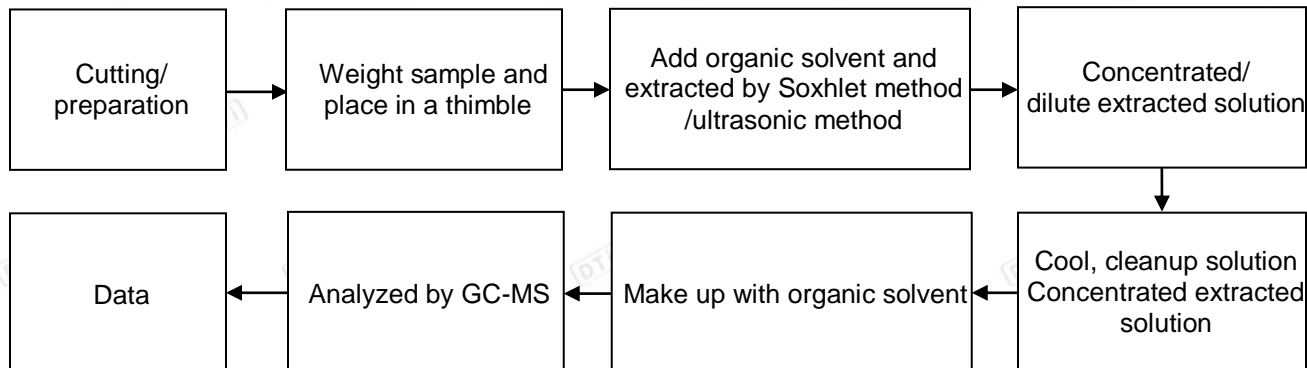 Cutting/
preparation
Weight sample and
place in a thimble
Add organic solvent and
extracted by Soxhlet method
/ultrasonic method
Concentrated/
dilute extracted solution
Cool, cleanup solution
Concentrated extracted
solution
Make up with organic solvent
Analyzed by GC-MS
Data